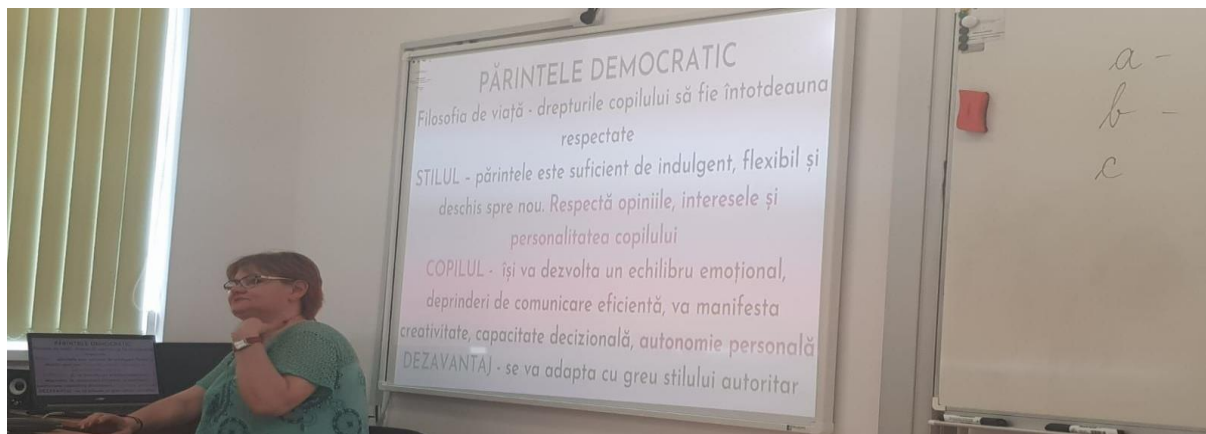 PĂRINTELE DEMOCRATIC
Filosofia de viață - drepturile copilului să fie întotdeauna
respectate
STILUL - părintele este suficient de indulgent, flexibil și
deschis spre nou. Respectă opiniile, interesele și
personalitatea copilului
COPILUL - își va dezvolta un echilibru emoțional,
deprinderi de comunicare eficientă, va manifesta
creativitate, capacitate decizională, autonomie personală
DEZAVANTAJ - se va adapta cu greu stilului autoritar
a -
b -
c
PĂRINTELE DEMOCRATIC